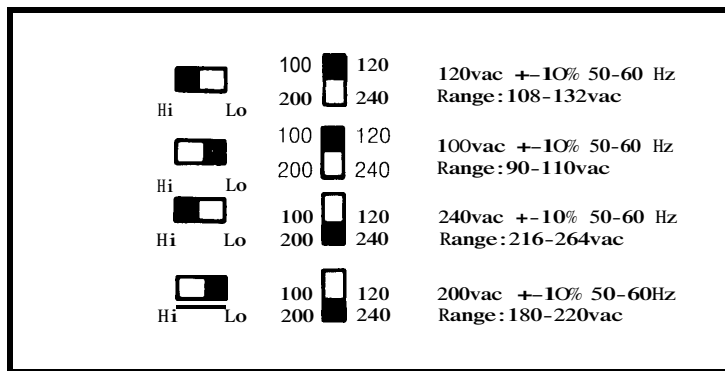 100 120 120vac +-10% 50-60 Hz
200 240 Range:108-132vac
Hi Lo
100 120 100vac +-10% 50-60 Hz
200 240 Range:90-110vac
Hi Lo
100 120 240vac +-10% 50-60 Hz
Hi Lo 200 240 Range:216-264vac
100 120 200vac +-10% 50-60Hz
Hi Lo 200 240 Range:180-220vac